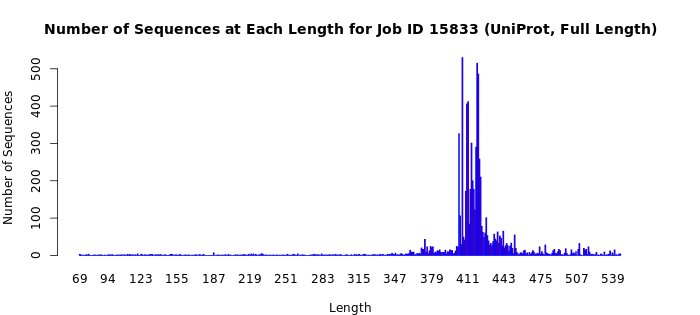 Number of Sequences at Each Length for Job ID 15833 (UniProt, Full Length)
Number of Sequences
500
400
300
200
100
0
69 94 123 155 187 219 251 283 315 347 379 411 443 475 507 539
Length